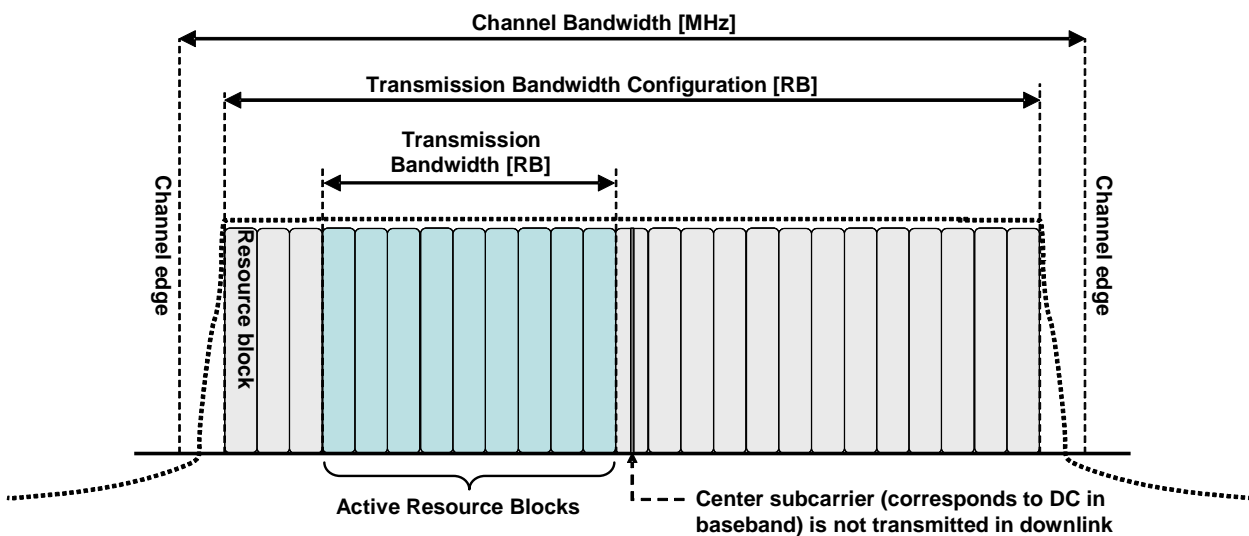 Channel Bandwidth [MHz]
Transmission Bandwidth Configuration [RB]
Transmission
Bandwidth [RB]
Channel edge
Channel edge
Resource block
Active Resource Blocks
Center subcarrier (corresponds to DC in
baseband) is not transmitted in downlink